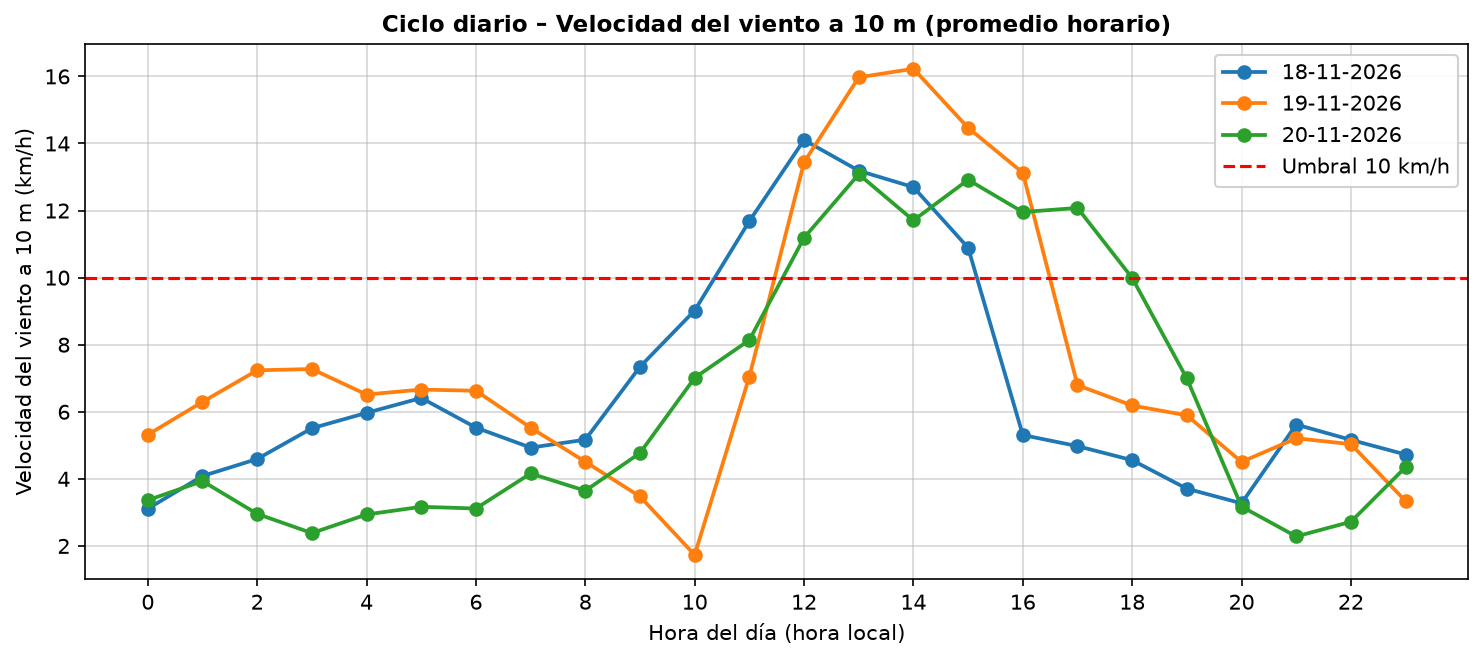 Ciclo diario – Velocidad del viento a 10 m (promedio horario)
Velocidad del viento a 10 m (km/h)
16
14
12
10
8
6
4
2
18-11-2026
19-11-2026
20-11-2026
Umbral 10 km/h
0 2 4 6 8 10 12 14 16 18 20 22
Hora del día (hora local)